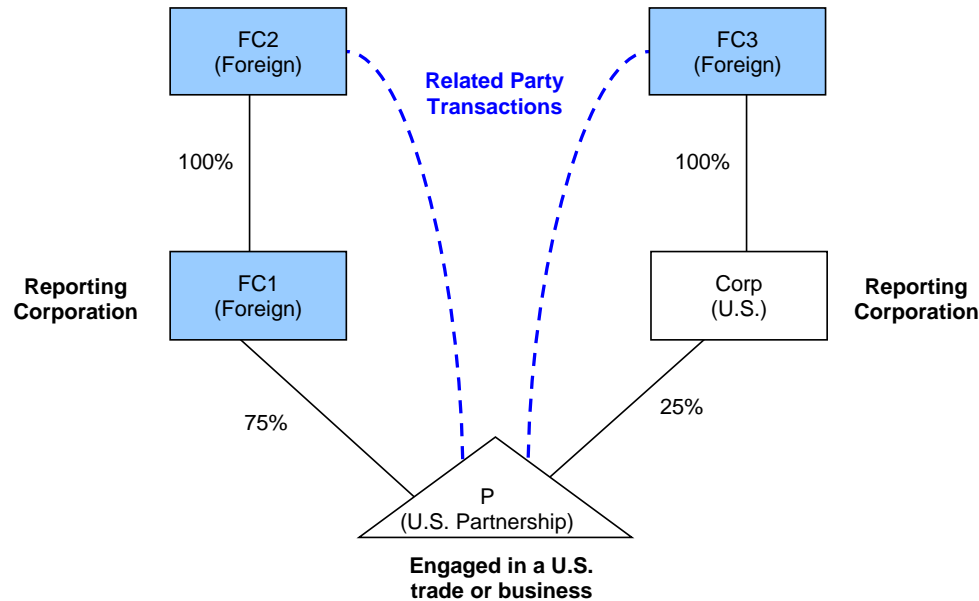 FC2
(Foreign)
FC3
(Foreign)
Related Party
Transactions
100%
100%
Reporting
Corporation
FC1
(Foreign)
Corp
(U.S.)
Reporting
Corporation
75%
25%
P
(U.S. Partnership)
Engaged in a U.S.
trade or business